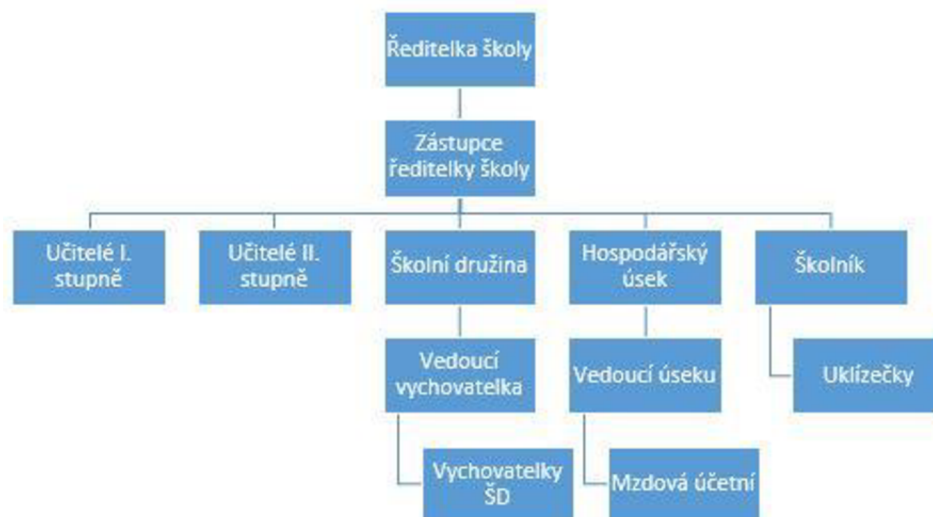 Ředitelka školy
Zástupce
ředitelky školy
Učitelé I.
stupně
Učitelé II.
stupně
Školní družina
Hospodářský
úsek
Školník
Vedoucí
vychovatelka
Vedoucí úseku
Uklízečky
Vychovatelky
ŠD
Mzdová účetní